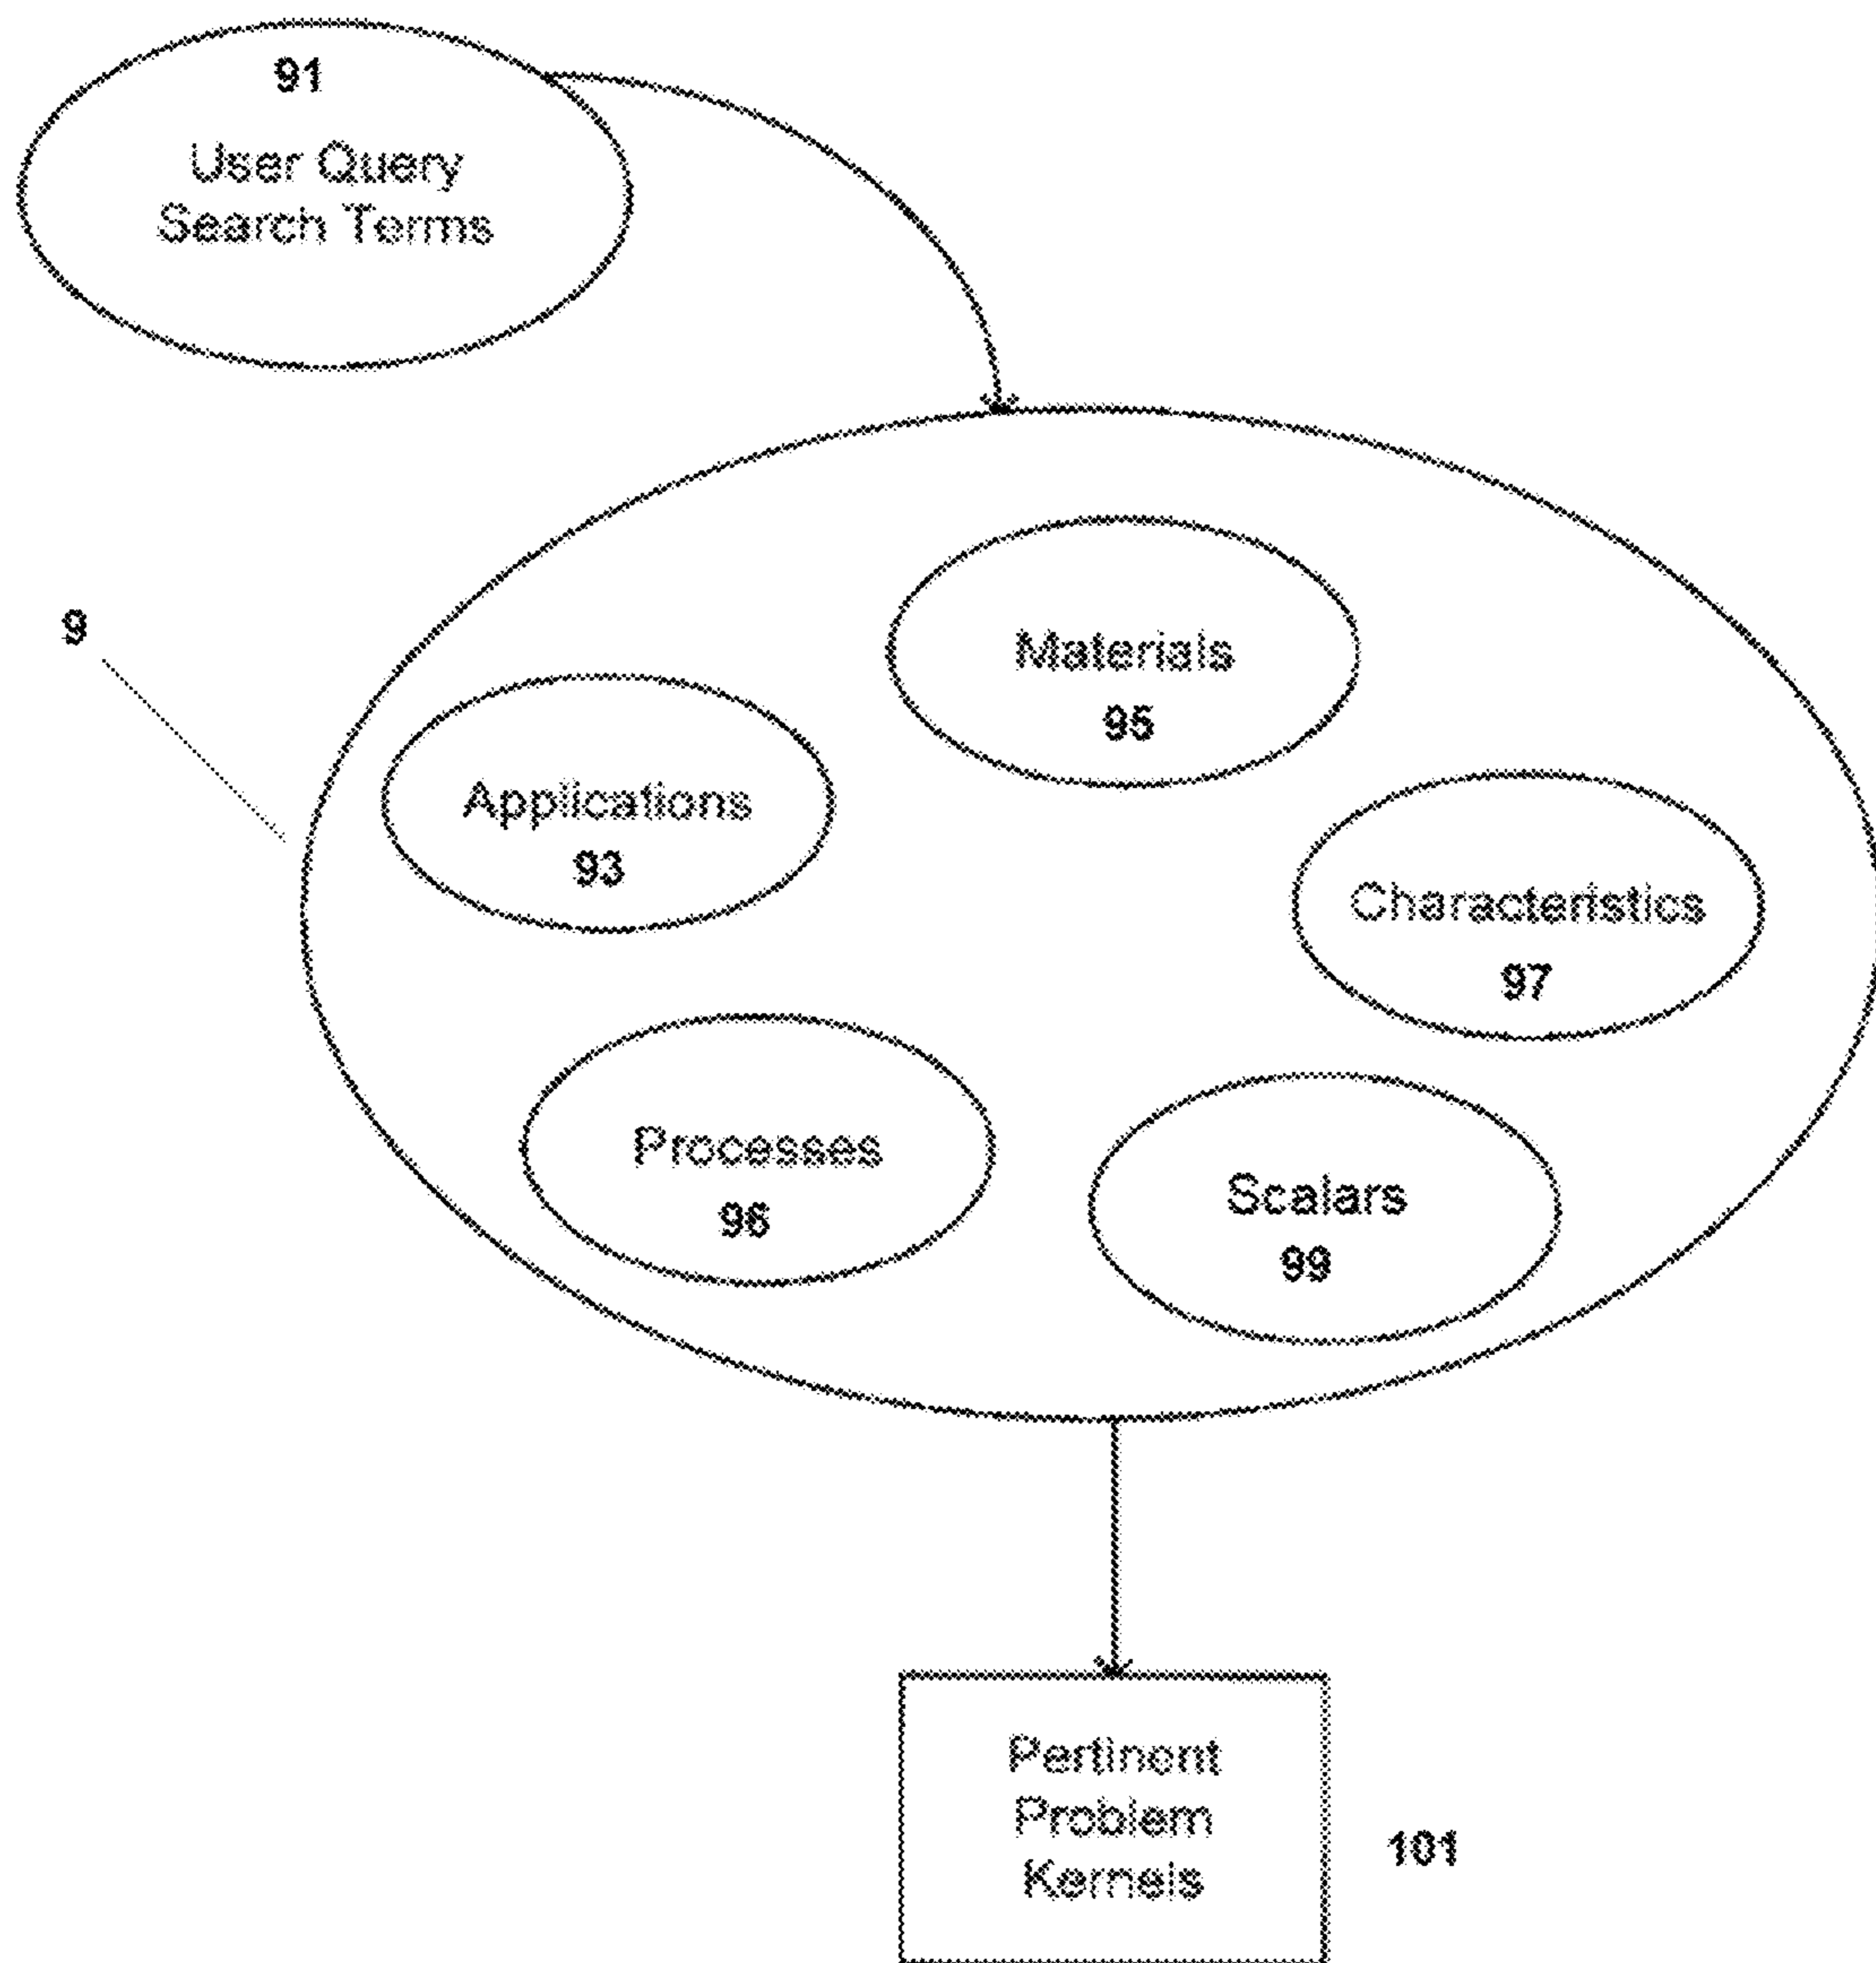 91
User Query
Search Terms
9
Materials
95
Applications
93
Characteristics
97
Processes
96
Scalars
99
Pertinent
Problem
Kernels
101